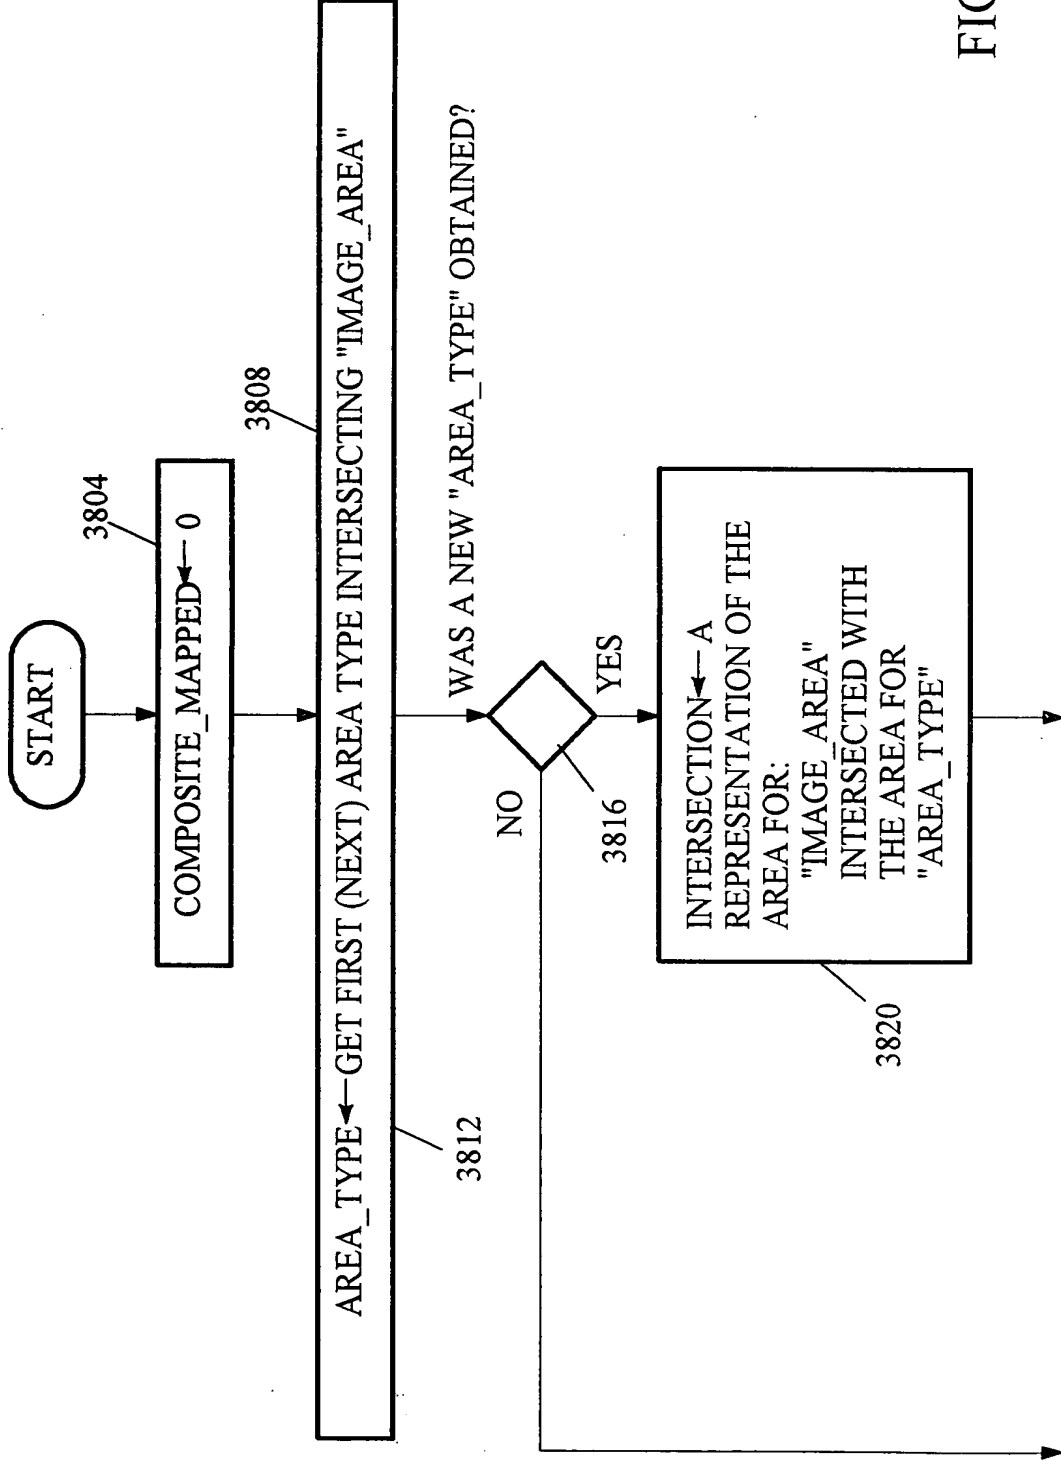 START
3804
COMPOSITE_MAPPED← 0
3808
AREA_TYPE←GET FIRST (NEXT) AREA TYPE INTERSECTING "IMAGE_AREA"
3812
WAS A NEW "AREA_TYPE" OBTAINED?
NO
3816
YES
INTERSECTION← A
REPRESENTATION OF THE
AREA FOR:
"IMAGE_AREA"
INTERSECTED WITH
THE AREA FOR
"AREA_TYPE"
3820